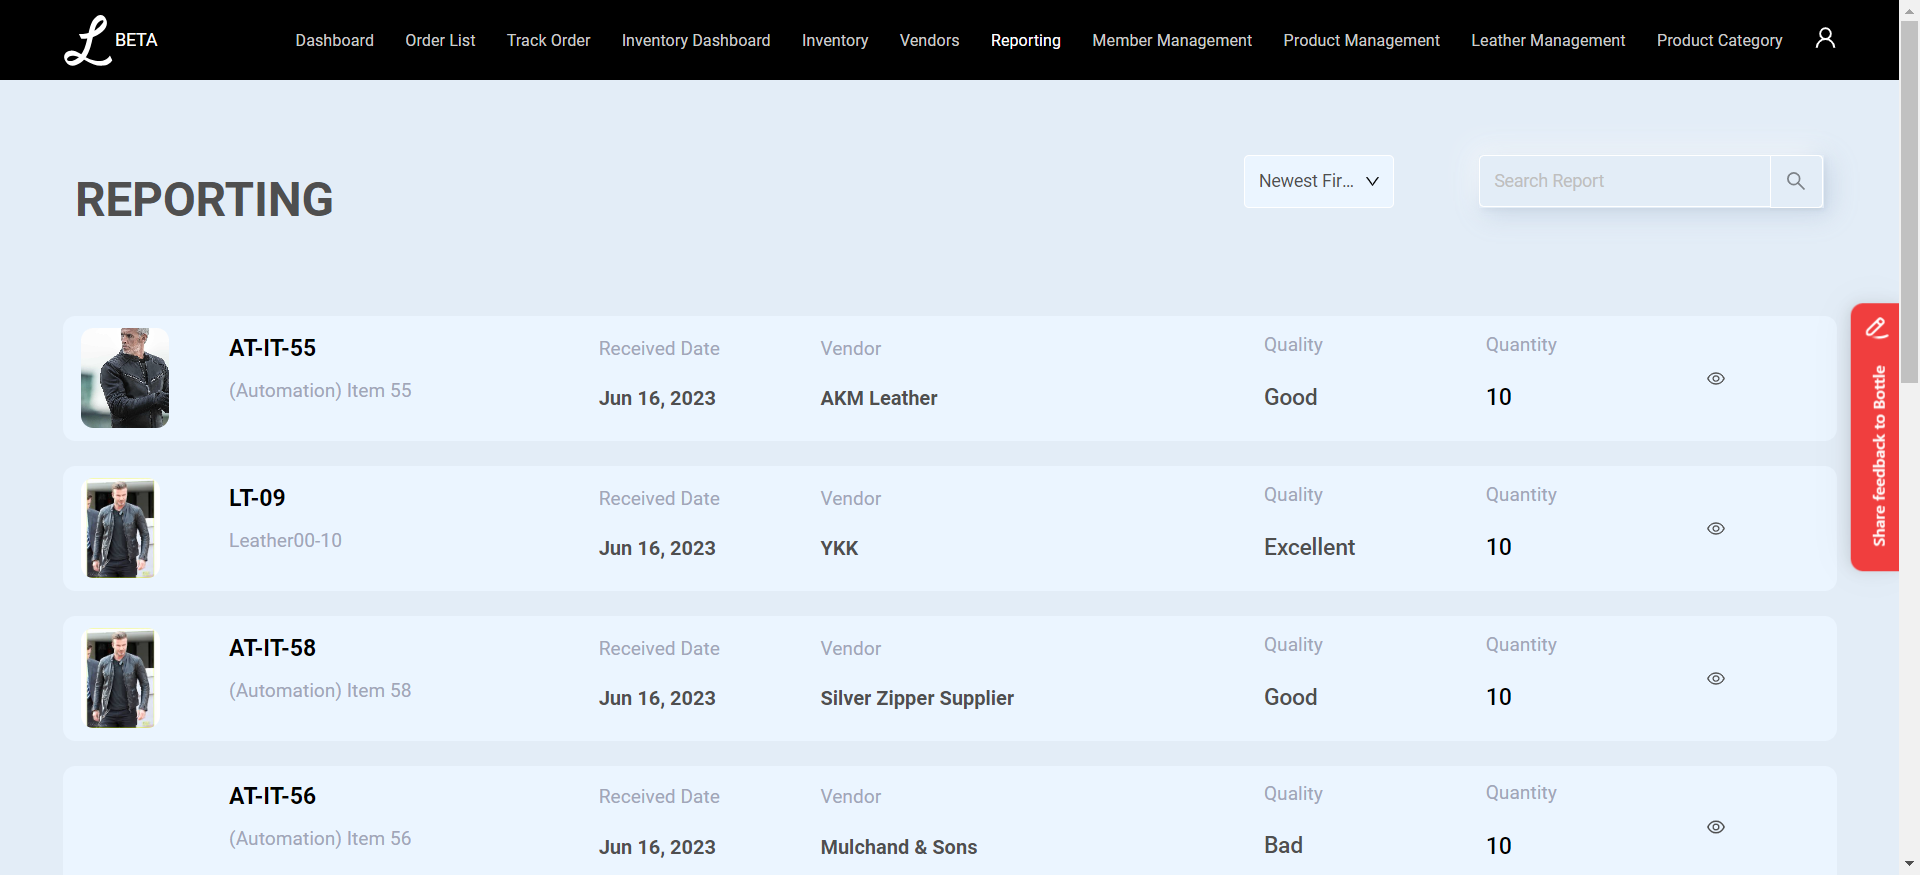 L BETA
Dashboard Order List Track Order Inventory Dashboard Inventory Vendors Reporting Member Management Product Management Leather Management Product Category
REPORTING
Newest Fir...
Search Report
AT-IT-55 Received Date Vendor Quality Quantity
(Automation) Item 55 Jun 16, 2023 AKM Leather Good 10
LT-09 Received Date Vendor Quality Quantity
Leather00-10 Jun 16, 2023 YKK Excellent 10
AT-IT-58 Received Date Vendor Quality Quantity
(Automation) Item 58 Jun 16, 2023 Silver Zipper Supplier Good 10
AT-IT-56 Received Date Vendor Quality Quantity
(Automation) Item 56 Jun 16, 2023 Mulchand & Sons Bad 10
Share feedback to Bottle